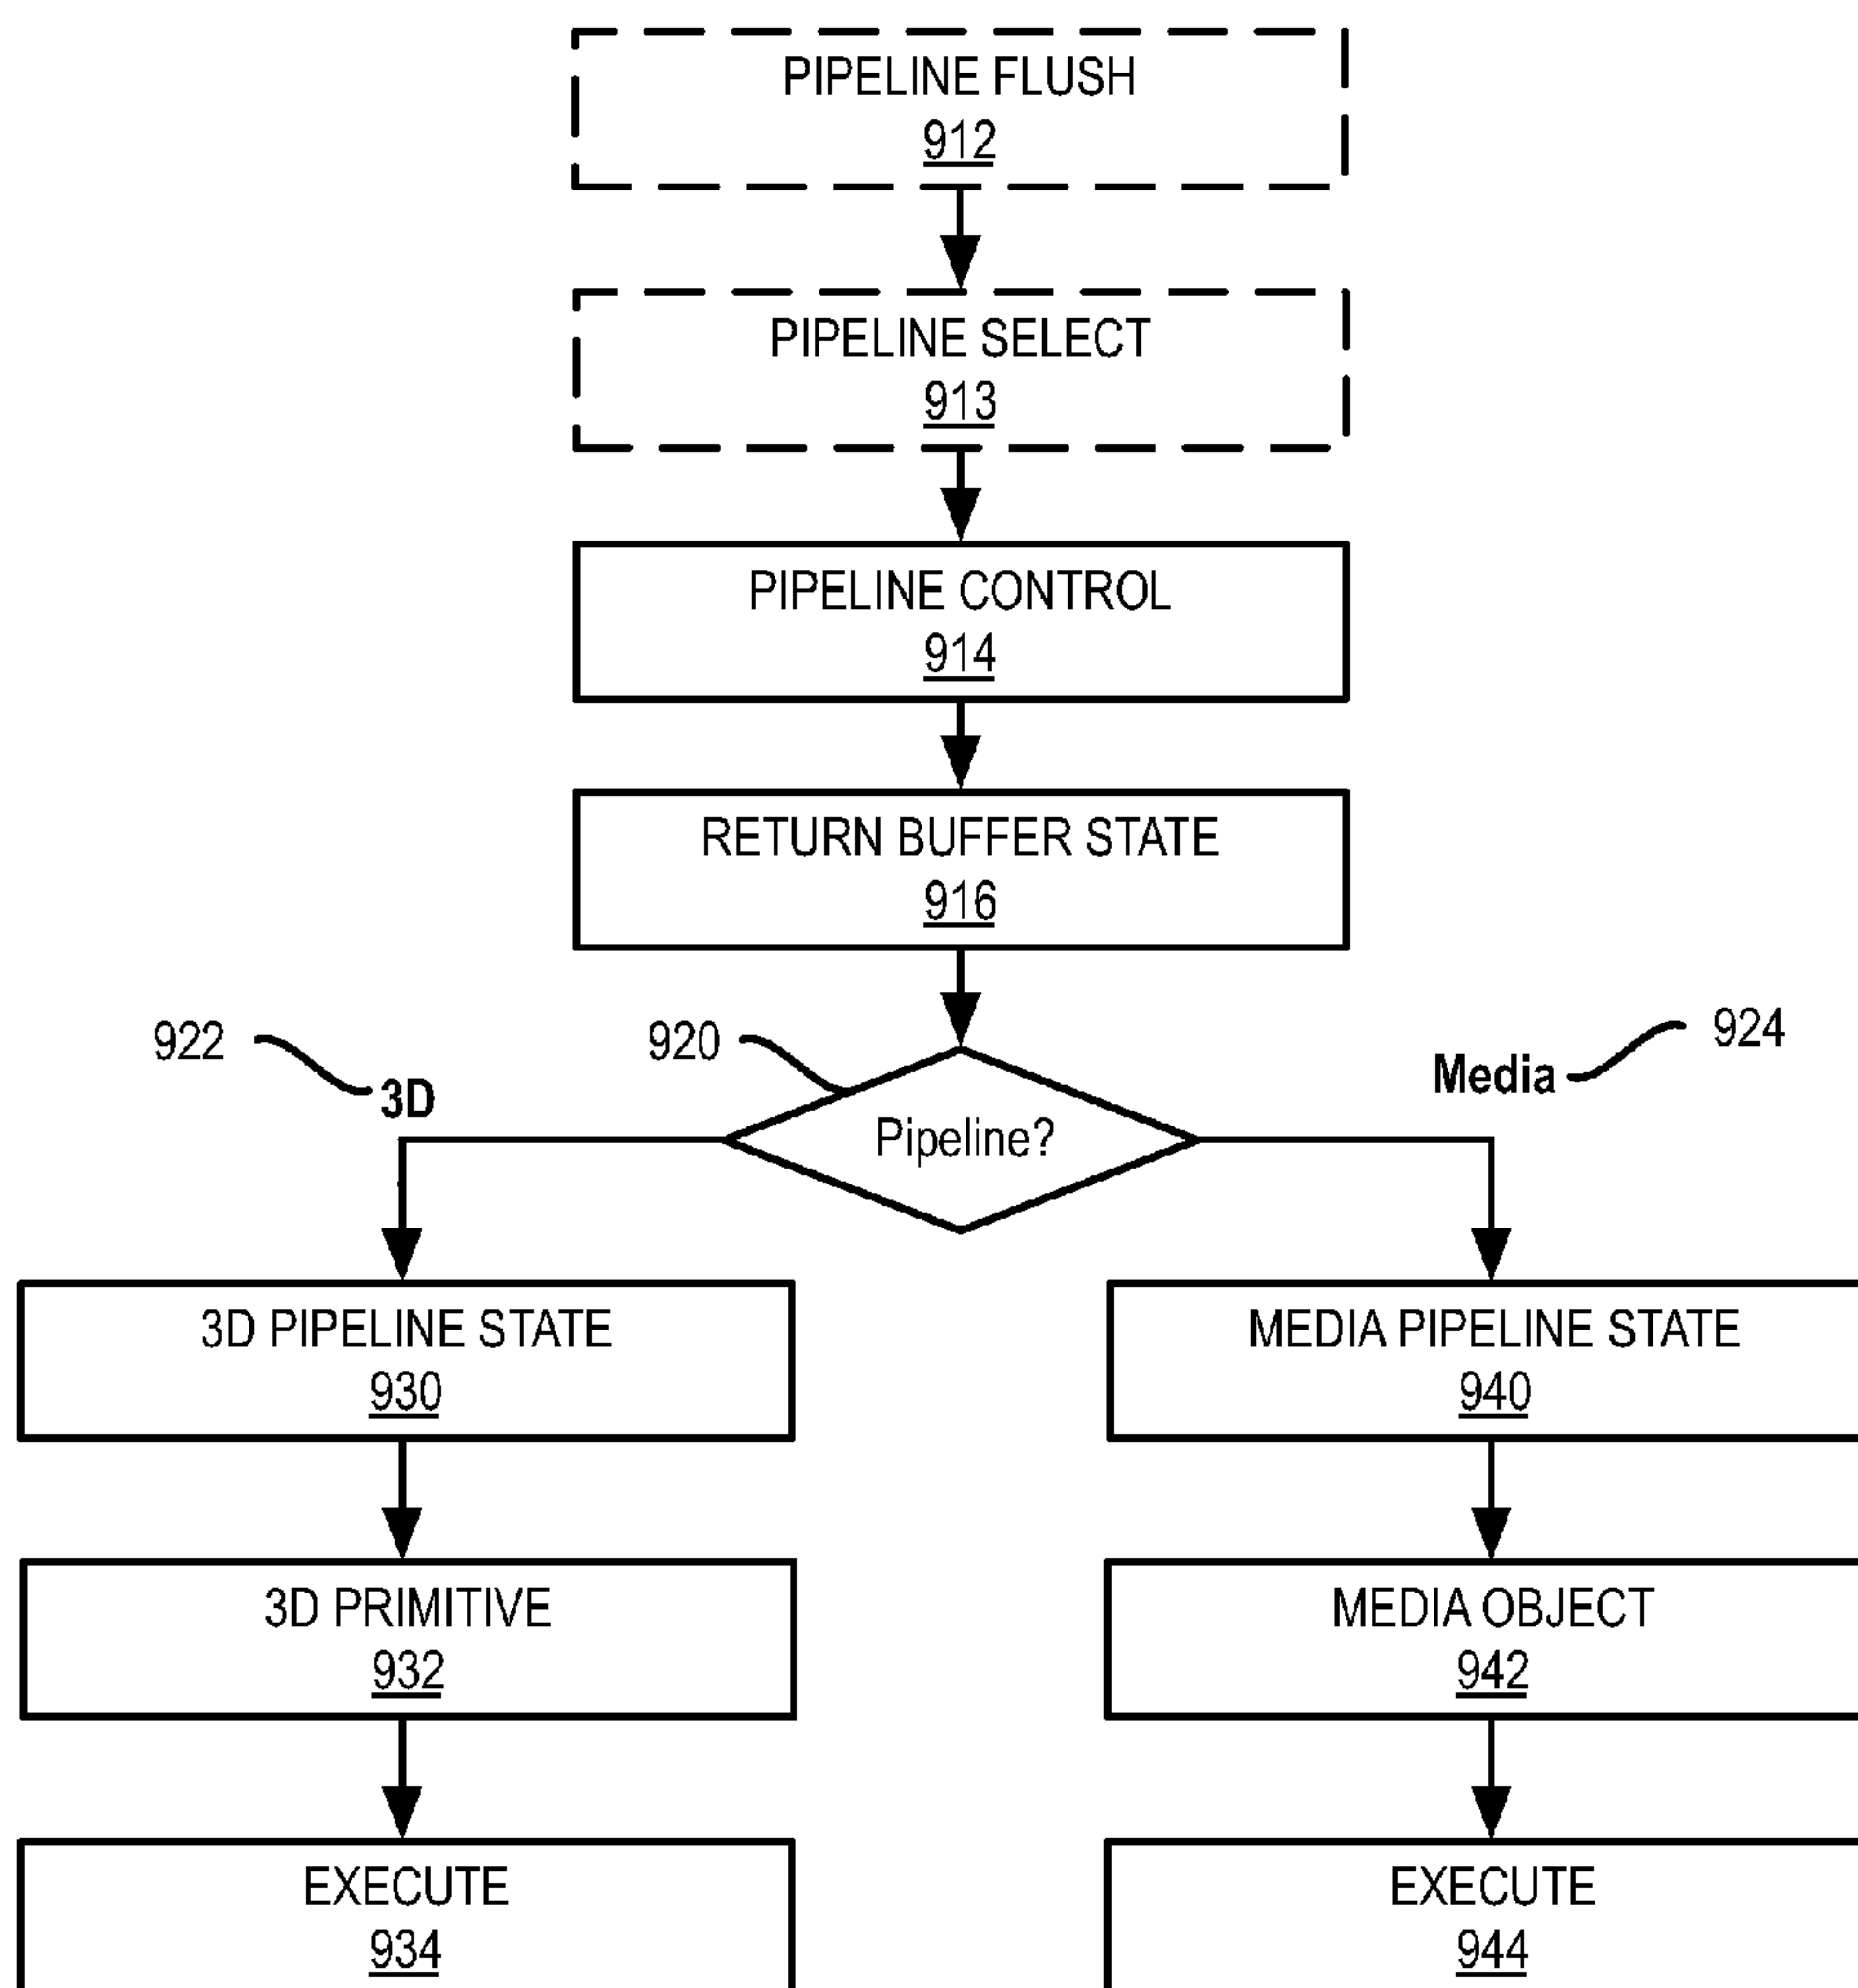 PIPELINE FLUSH
912
PIPELINE SELECT
913
PIPELINE CONTROL
914
RETURN BUFFER STATE
916
922
920
924
3D
Media
Pipeline?
3D PIPELINE STATE
930
MEDIA PIPELINE STATE
940
3D PRIMITIVE
932
MEDIA OBJECT
942
EXECUTE
934
EXECUTE
944